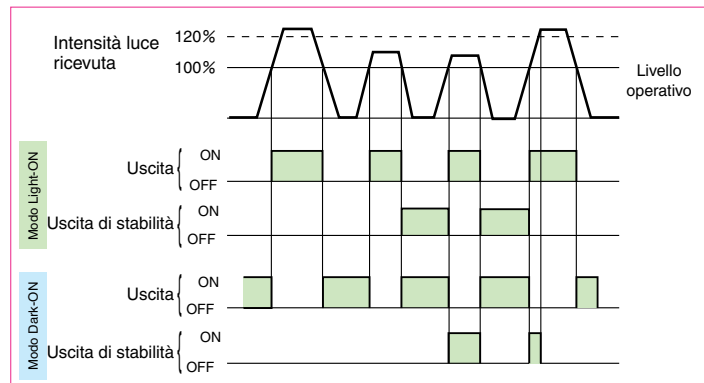 Intensità luce
ricevuta
120%
100%
Livello
operativo
Modo Light-ON
Uscita
ON
OFF
Uscita di stabilità
ON
OFF
Modo Dark-ON
Uscita
ON
OFF
Uscita di stabilità
ON
OFF